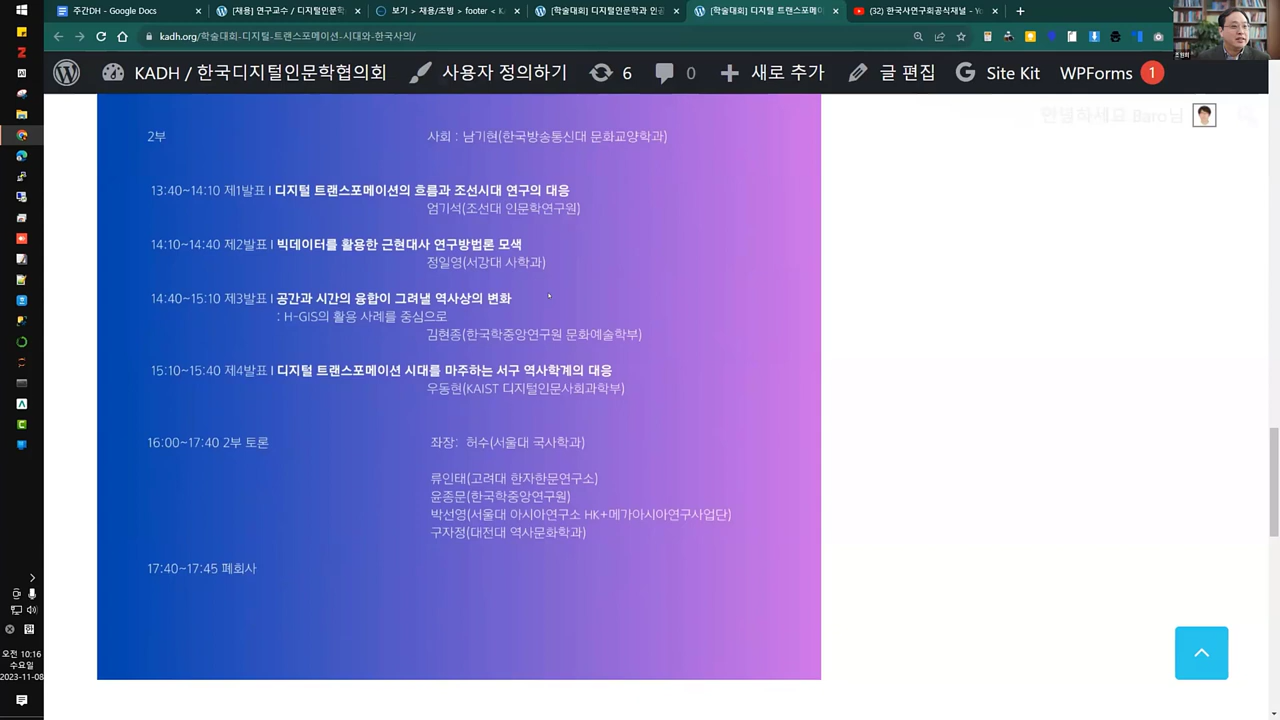 주간DH - Google Docs
[채용] 연구교수 / 디지털인문학
보기 > 채용/초빙 > footer < K
[학술대회] 디지털인문학과 인공
[학술대회] 디지털 트랜스포메이
(32) 한국사연구회공식채널 - Yo
kadh.org/학술대회-디지털-트랜스포메이션-시대와-한국사의/
KADH / 한국디지털인문학협의회
사용자 정의하기
6
0
새로 추가
글 편집
Site Kit
WPForms
1
안녕하세요 Baro님
2부
사회 : 남기현(한국방송통신대 문화교양학과)
13:40~14:10 제1발표 I 디지털 트랜스포메이션의 흐름과 조선시대 연구의 대응
엄기석(조선대 인문학연구원)
14:10~14:40 제2발표 I 빅데이터를 활용한 근현대사 연구방법론 모색
정일영(서강대 사학과)
14:40~15:10 제3발표 I 공간과 시간의 융합이 그려낼 역사상의 변화
: H-GIS의 활용 사례를 중심으로
김현종(한국학중앙연구원 문화예술학부)
15:10~15:40 제4발표 I 디지털 트랜스포메이션 시대를 마주하는 서구 역사학계의 대응
우동현(KAIST 디지털인문사회과학부)
16:00~17:40 2부 토론
좌장: 허수(서울대 국사학과)
류인태(고려대 한자한문연구소)
윤종문(한국학중앙연구원)
박선영(서울대 아시아연구소 HK+메가아시아연구사업단)
구자정(대전대 역사문화학과)
17:40~17:45 폐회사
한
오전 10:16
수요일
2023-11-08